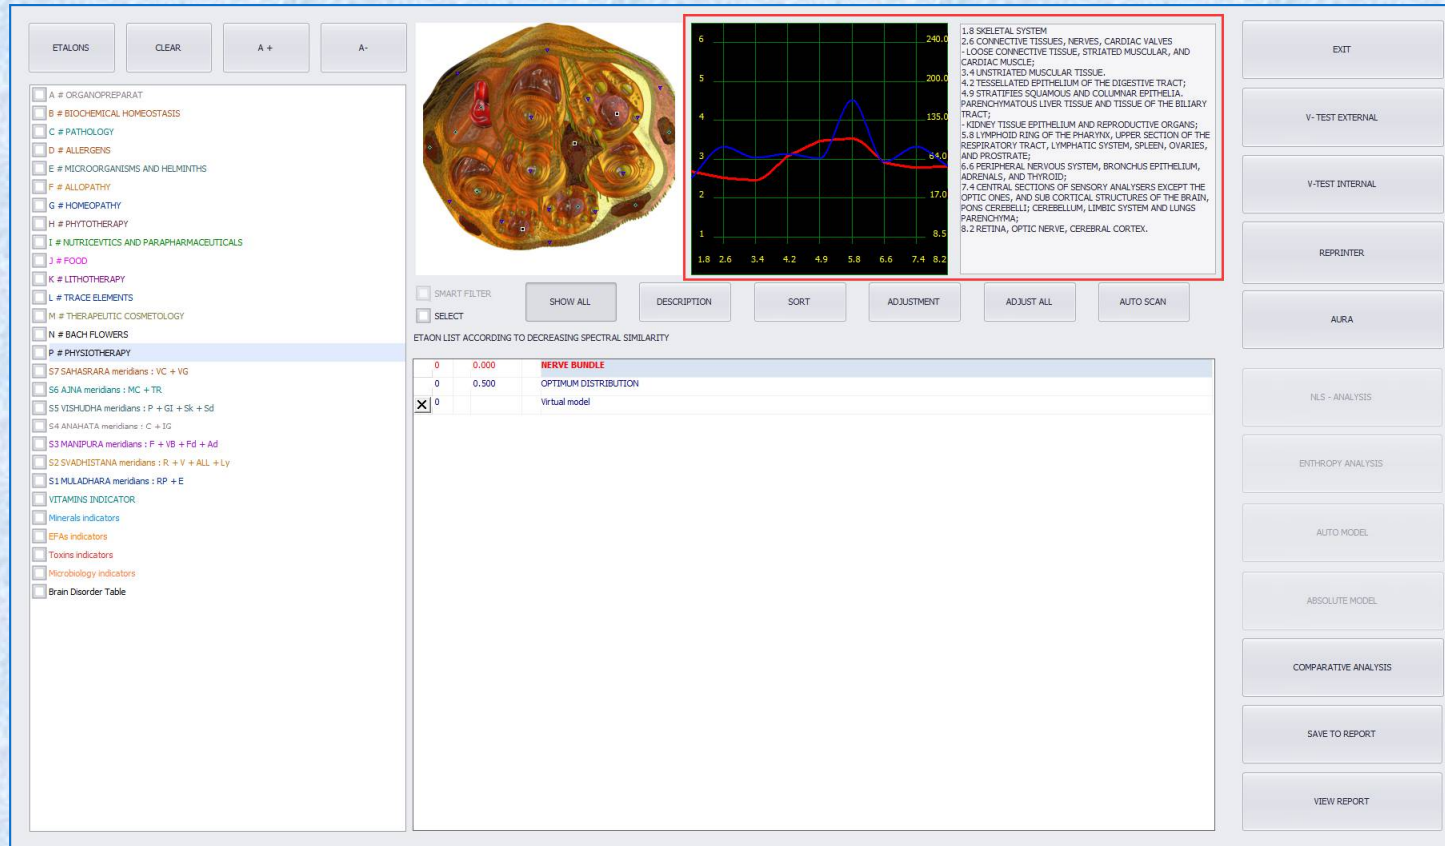 ETALONS
CLEAR
A +
A-
A # ORGANOPREPARAT
B # BIOCHEMICAL HOMEOSTASIS
C # PATHOLOGY
D # ALLERGENS
E # MICROORGANISMS AND HELMINTHS
F # ALLOPATHY
G # HOMEOPATHY
H # PHYTOTHERAPY
I # NUTRICEVTICS AND PARAPHARMACEUTICALS
J # FOOD
K # LITHOTHERAPY
L # TRACE ELEMENTS
M # THERAPEUTIC COSMETOLOGY
N # BACH FLOWERS
P # PHYSIOTHERAPY
S7 SAHASRARA meridians : VC + VG
S6 AJNA meridians : MC + TR
S5 VISHUDHA meridians : P + GI + Sk + Sd
S4 ANAHATA meridians : C + IG
S3 MANIPURA meridians : F + VB + Fd + Ad
S2 SVADHISTANA meridians : R + V + ALL + Ly
S1 MULADHARA meridians : RP + E
VITAMINS INDICATOR
Minerals indicators
EFAs indicators
Toxins indicators
Microbiology indicators
Brain Disorder Table
6 240.0
5 200.0
4 135.0
3 64.0
2 17.0
1 8.5
1.8 2.6 3.4 4.2 4.9 5.8 6.6 7.4 8.2
1.8 SKELETAL SYSTEM
2.6 CONNECTIVE TISSUES, NERVES, CARDIAC VALVES
- LOOSE CONNECTIVE TISSUE, STRIATED MUSCULAR, AND
CARDIAC MUSCLE;
3.4 UNSTRIATED MUSCULAR TISSUE.
4.2 TESSELLATED EPITHELIUM OF THE DIGESTIVE TRACT;
4.9 STRATIFIES SQUAMOUS AND COLUMNAR EPITHELIA.
PARENCHYMATOUS LIVER TISSUE AND TISSUE OF THE BILIARY
TRACT;
- KIDNEY TISSUE EPITHELIUM AND REPRODUCTIVE ORGANS;
5.8 LYMPHOID RING OF THE PHARYNX, UPPER SECTION OF THE
RESPIRATORY TRACT, LYMPHATIC SYSTEM, SPLEEN, OVARIES,
AND PROSTRATE;
6.6 PERIPHERAL NERVOUS SYSTEM, BRONCHUS EPITHELIUM,
ADRENALS, AND THYROID;
7.4 CENTRAL SECTIONS OF SENSORY ANALYSERS EXCEPT THE
OPTIC ONES, AND SUB CORTICAL STRUCTURES OF THE BRAIN,
PONS CEREBELLI; CEREBELLUM, LIMBIC SYSTEM AND LUNGS
PARENCHYMA;
8.2 RETINA, OPTIC NERVE, CEREBRAL CORTEX.
SMART FILTER
SELECT
SHOW ALL
DESCRIPTION
SORT
ADJUSTMENT
ADJUST ALL
AUTO SCAN
ETAON LIST ACCORDING TO DECREASING SPECTRAL SIMILARITY
0 0.000 NERVE BUNDLE
0 0.500 OPTIMUM DISTRIBUTION
0 Virtual model
EXIT
V- TEST EXTERNAL
V-TEST INTERNAL
REPRINTER
AURA
NLS - ANALYSIS
ENTHROPY ANALYSIS
AUTO MODEL
ABSOLUTE MODEL
COMPARATIVE ANALYSIS
SAVE TO REPORT
VIEW REPORT